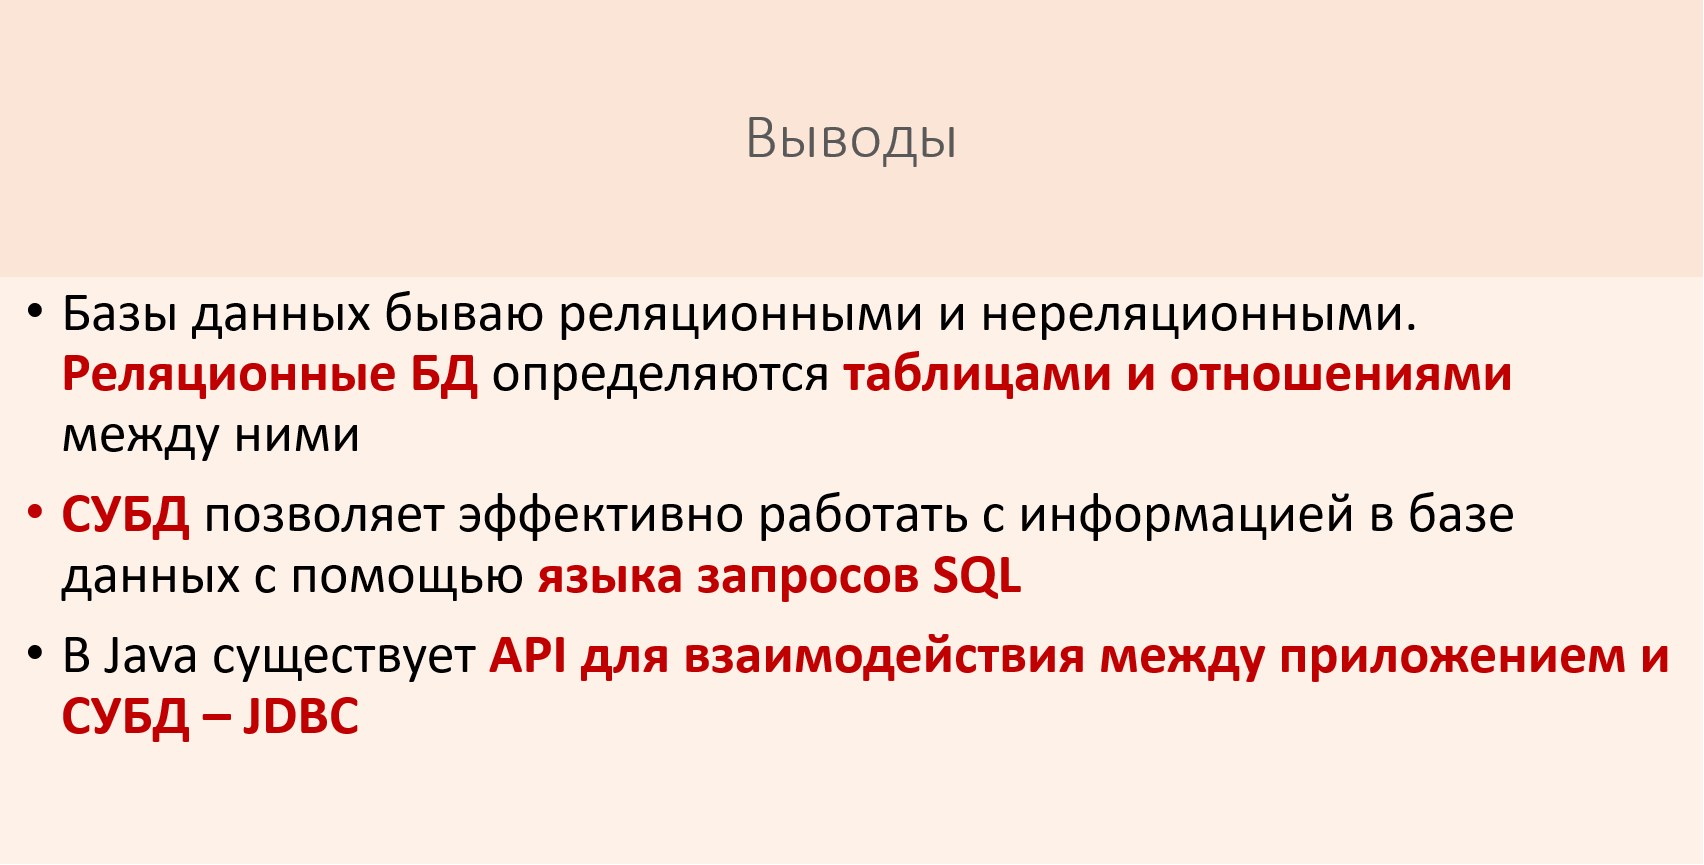 Выводы
• Базы данных бываю реляционными и нереляционными.
Реляционные БД определяются таблицами и отношениями
между ними
• СУБД позволяет эффективно работать с информацией в базе
данных с помощью языка запросов SQL
• В Java существует API для взаимодействия между приложением и
СУБД – JDBC